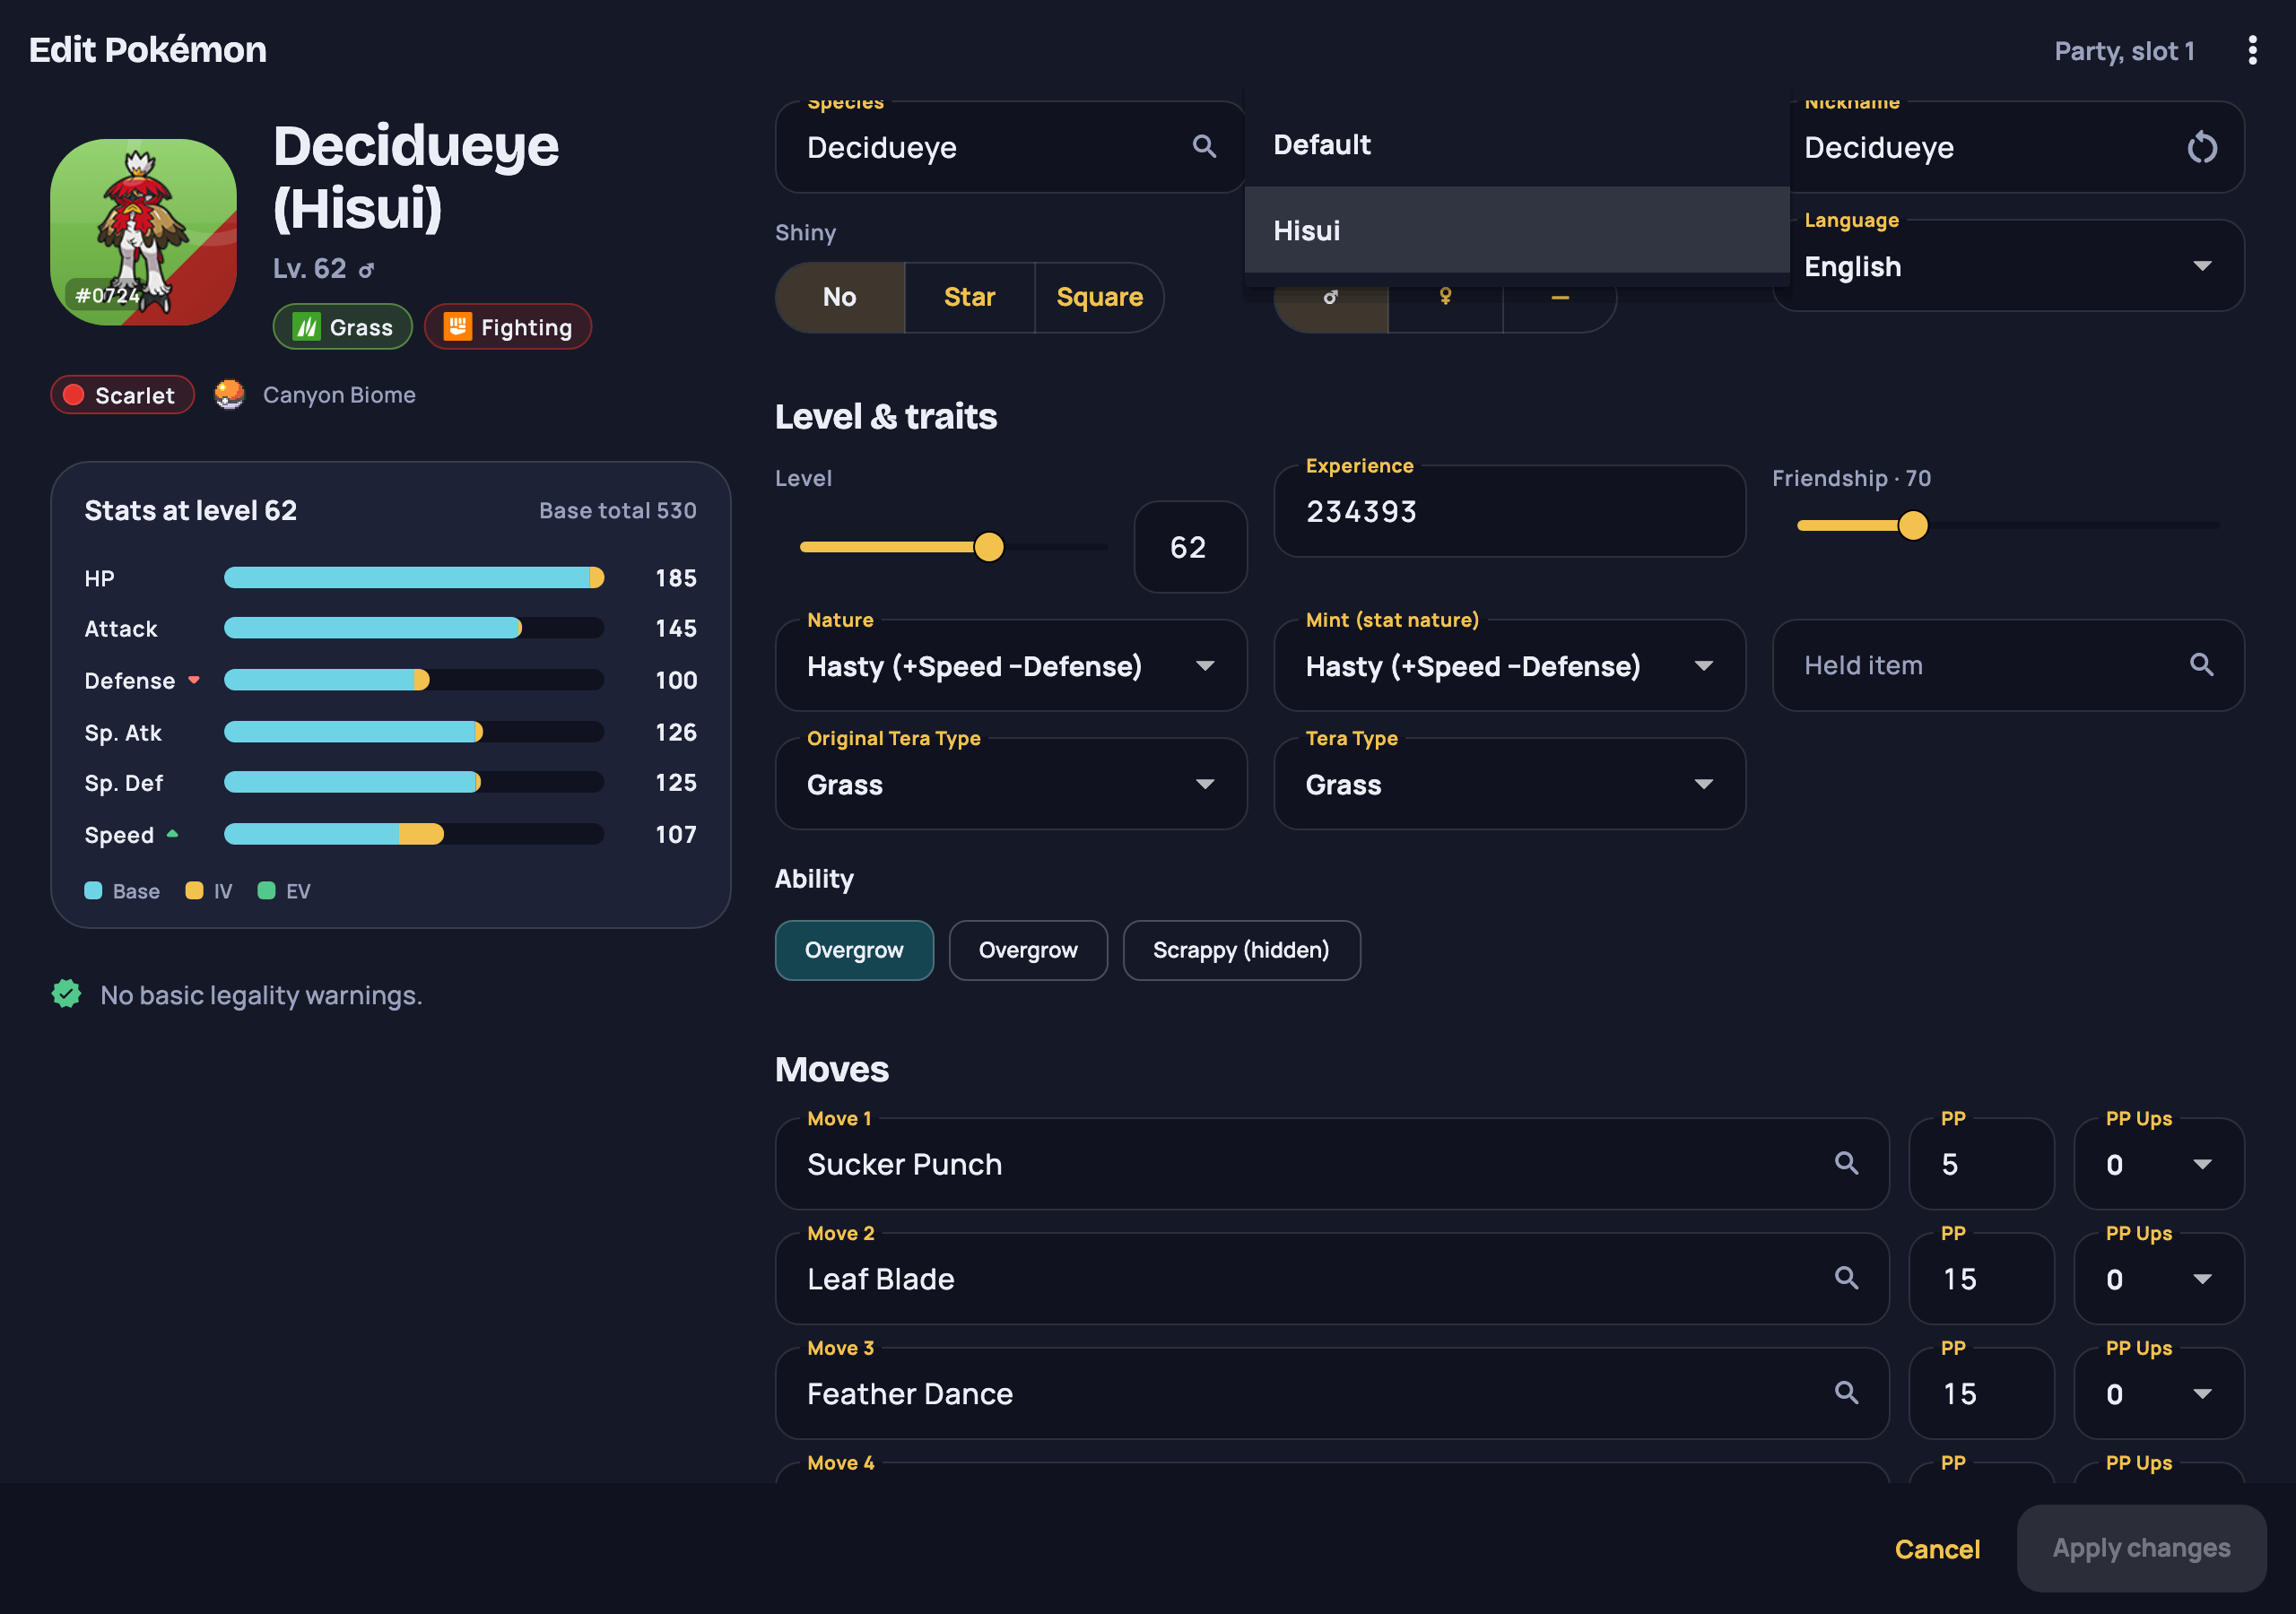 Edit Pokémon
Party, slot 1
Decidueye
(Hisui)
Lv. 62 ♂
#0724
Grass
Fighting
Scarlet
Canyon Biome
Stats at level 62
Base total 530
HP
185
Attack
145
Defense
100
Sp. Atk
126
Sp. Def
125
Speed
107
Base
IV
EV
No basic legality warnings.
Species
Decidueye
Default
Hisui
Nickname
Decidueye
Shiny
No
Star
Square
♂
♀
–
Language
English
Level & traits
Level
62
Experience
234393
Friendship · 70
Nature
Hasty (+Speed −Defense)
Mint (stat nature)
Hasty (+Speed −Defense)
Held item
Original Tera Type
Grass
Tera Type
Grass
Ability
Overgrow
Overgrow
Scrappy (hidden)
Moves
Move 1
Sucker Punch
PP
5
PP Ups
0
Move 2
Leaf Blade
PP
15
PP Ups
0
Move 3
Feather Dance
PP
15
PP Ups
0
Move 4
PP
PP Ups
Cancel
Apply changes